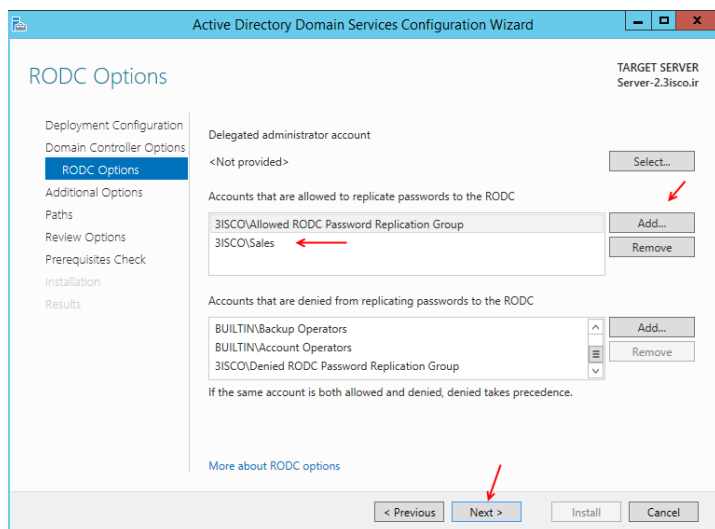 Active Directory Domain Services Configuration Wizard
RODC Options
TARGET SERVER
Server-2.3isco.ir
Deployment Configuration
Domain Controller Options
RODC Options
Additional Options
Paths
Review Options
Prerequisites Check
Installation
Results
Delegated administrator account
<Not provided>
Select...
Accounts that are allowed to replicate passwords to the RODC
3ISCO\Allowed RODC Password Replication Group
3ISCO\Sales
Add...
Remove
Accounts that are denied from replicating passwords to the RODC
BUILTIN\Backup Operators
BUILTIN\Account Operators
3ISCO\Denied RODC Password Replication Group
Add...
Remove
If the same account is both allowed and denied, denied takes precedence.
More about RODC options
< Previous
Next >
Install
Cancel